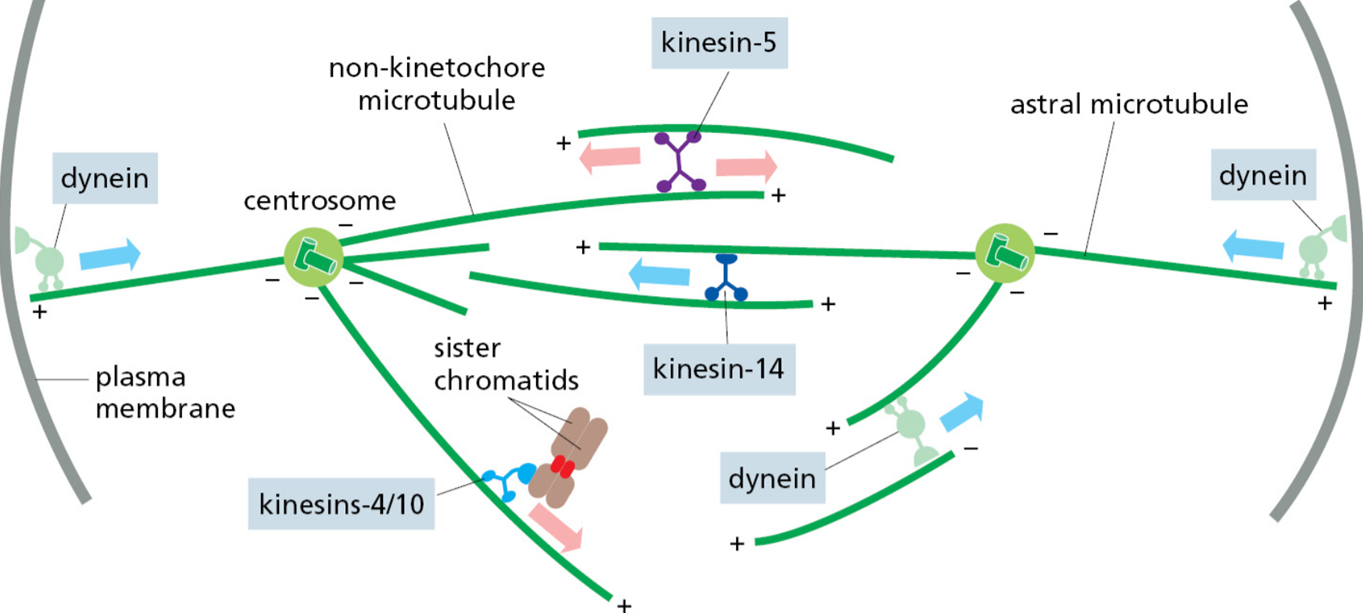 kinesin-5
non-kinetochore
microtubule
astral microtubule
+
dynein
dynein
+
centrosome
−
−
+
−
−
−
−
−
+
+
+
sister
chromatids
kinesin-14
plasma
membrane
+
−
dynein
kinesins-4/10
+
+